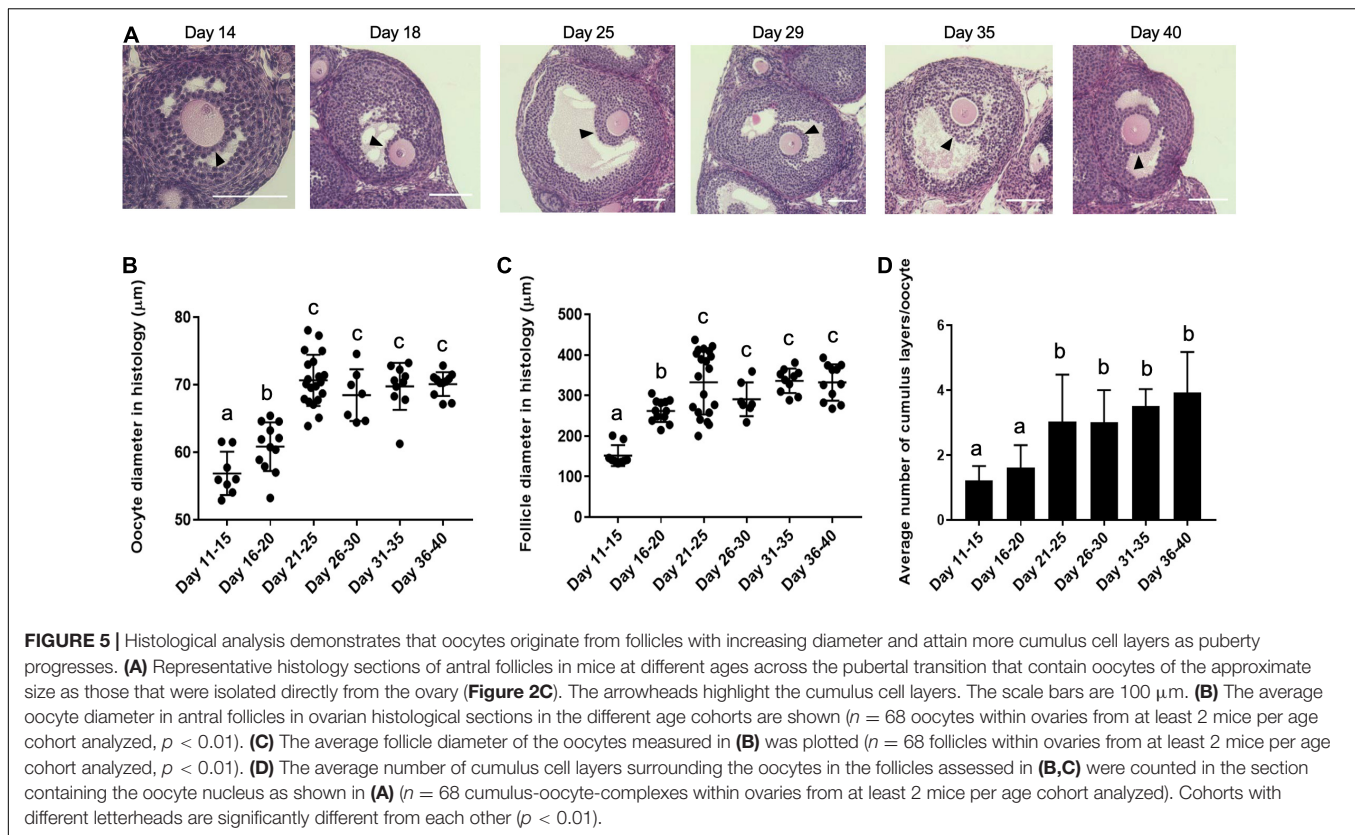 A
Day 14
Day 18
Day 25
Day 29
Day 35
Day 40
B
Oocyte diameter in histology (μm)
80
70
60
50
a
b
c
c
c
c
Day 11-15
Day 16-20
Day 21-25
Day 26-30
Day 31-35
Day 36-40
C
Follicle diameter in histology (μm)
500
400
300
200
100
0
a
b
c
c
c
c
Day 11-15
Day 16-20
Day 21-25
Day 26-30
Day 31-35
Day 36-40
D
Average number of cumulus layers/oocyte
6
4
2
0
a
a
b
b
b
b
Day 11-15
Day 16-20
Day 21-25
Day 26-30
Day 31-35
Day 36-40
FIGURE 5 | Histological analysis demonstrates that oocytes originate from follicles with increasing diameter and attain more cumulus cell layers as puberty
progresses. (A) Representative histology sections of antral follicles in mice at different ages across the pubertal transition that contain oocytes of the approximate
size as those that were isolated directly from the ovary (Figure 2C). The arrowheads highlight the cumulus cell layers. The scale bars are 100 μm. (B) The average
oocyte diameter in antral follicles in ovarian histological sections in the different age cohorts are shown (n = 68 oocytes within ovaries from at least 2 mice per age
cohort analyzed, p < 0.01). (C) The average follicle diameter of the oocytes measured in (B) was plotted (n = 68 follicles within ovaries from at least 2 mice per age
cohort analyzed, p < 0.01). (D) The average number of cumulus cell layers surrounding the oocytes in the follicles assessed in (B,C) were counted in the section
containing the oocyte nucleus as shown in (A) (n = 68 cumulus-oocyte-complexes within ovaries from at least 2 mice per age cohort analyzed). Cohorts with
different letterheads are significantly different from each other (p < 0.01).